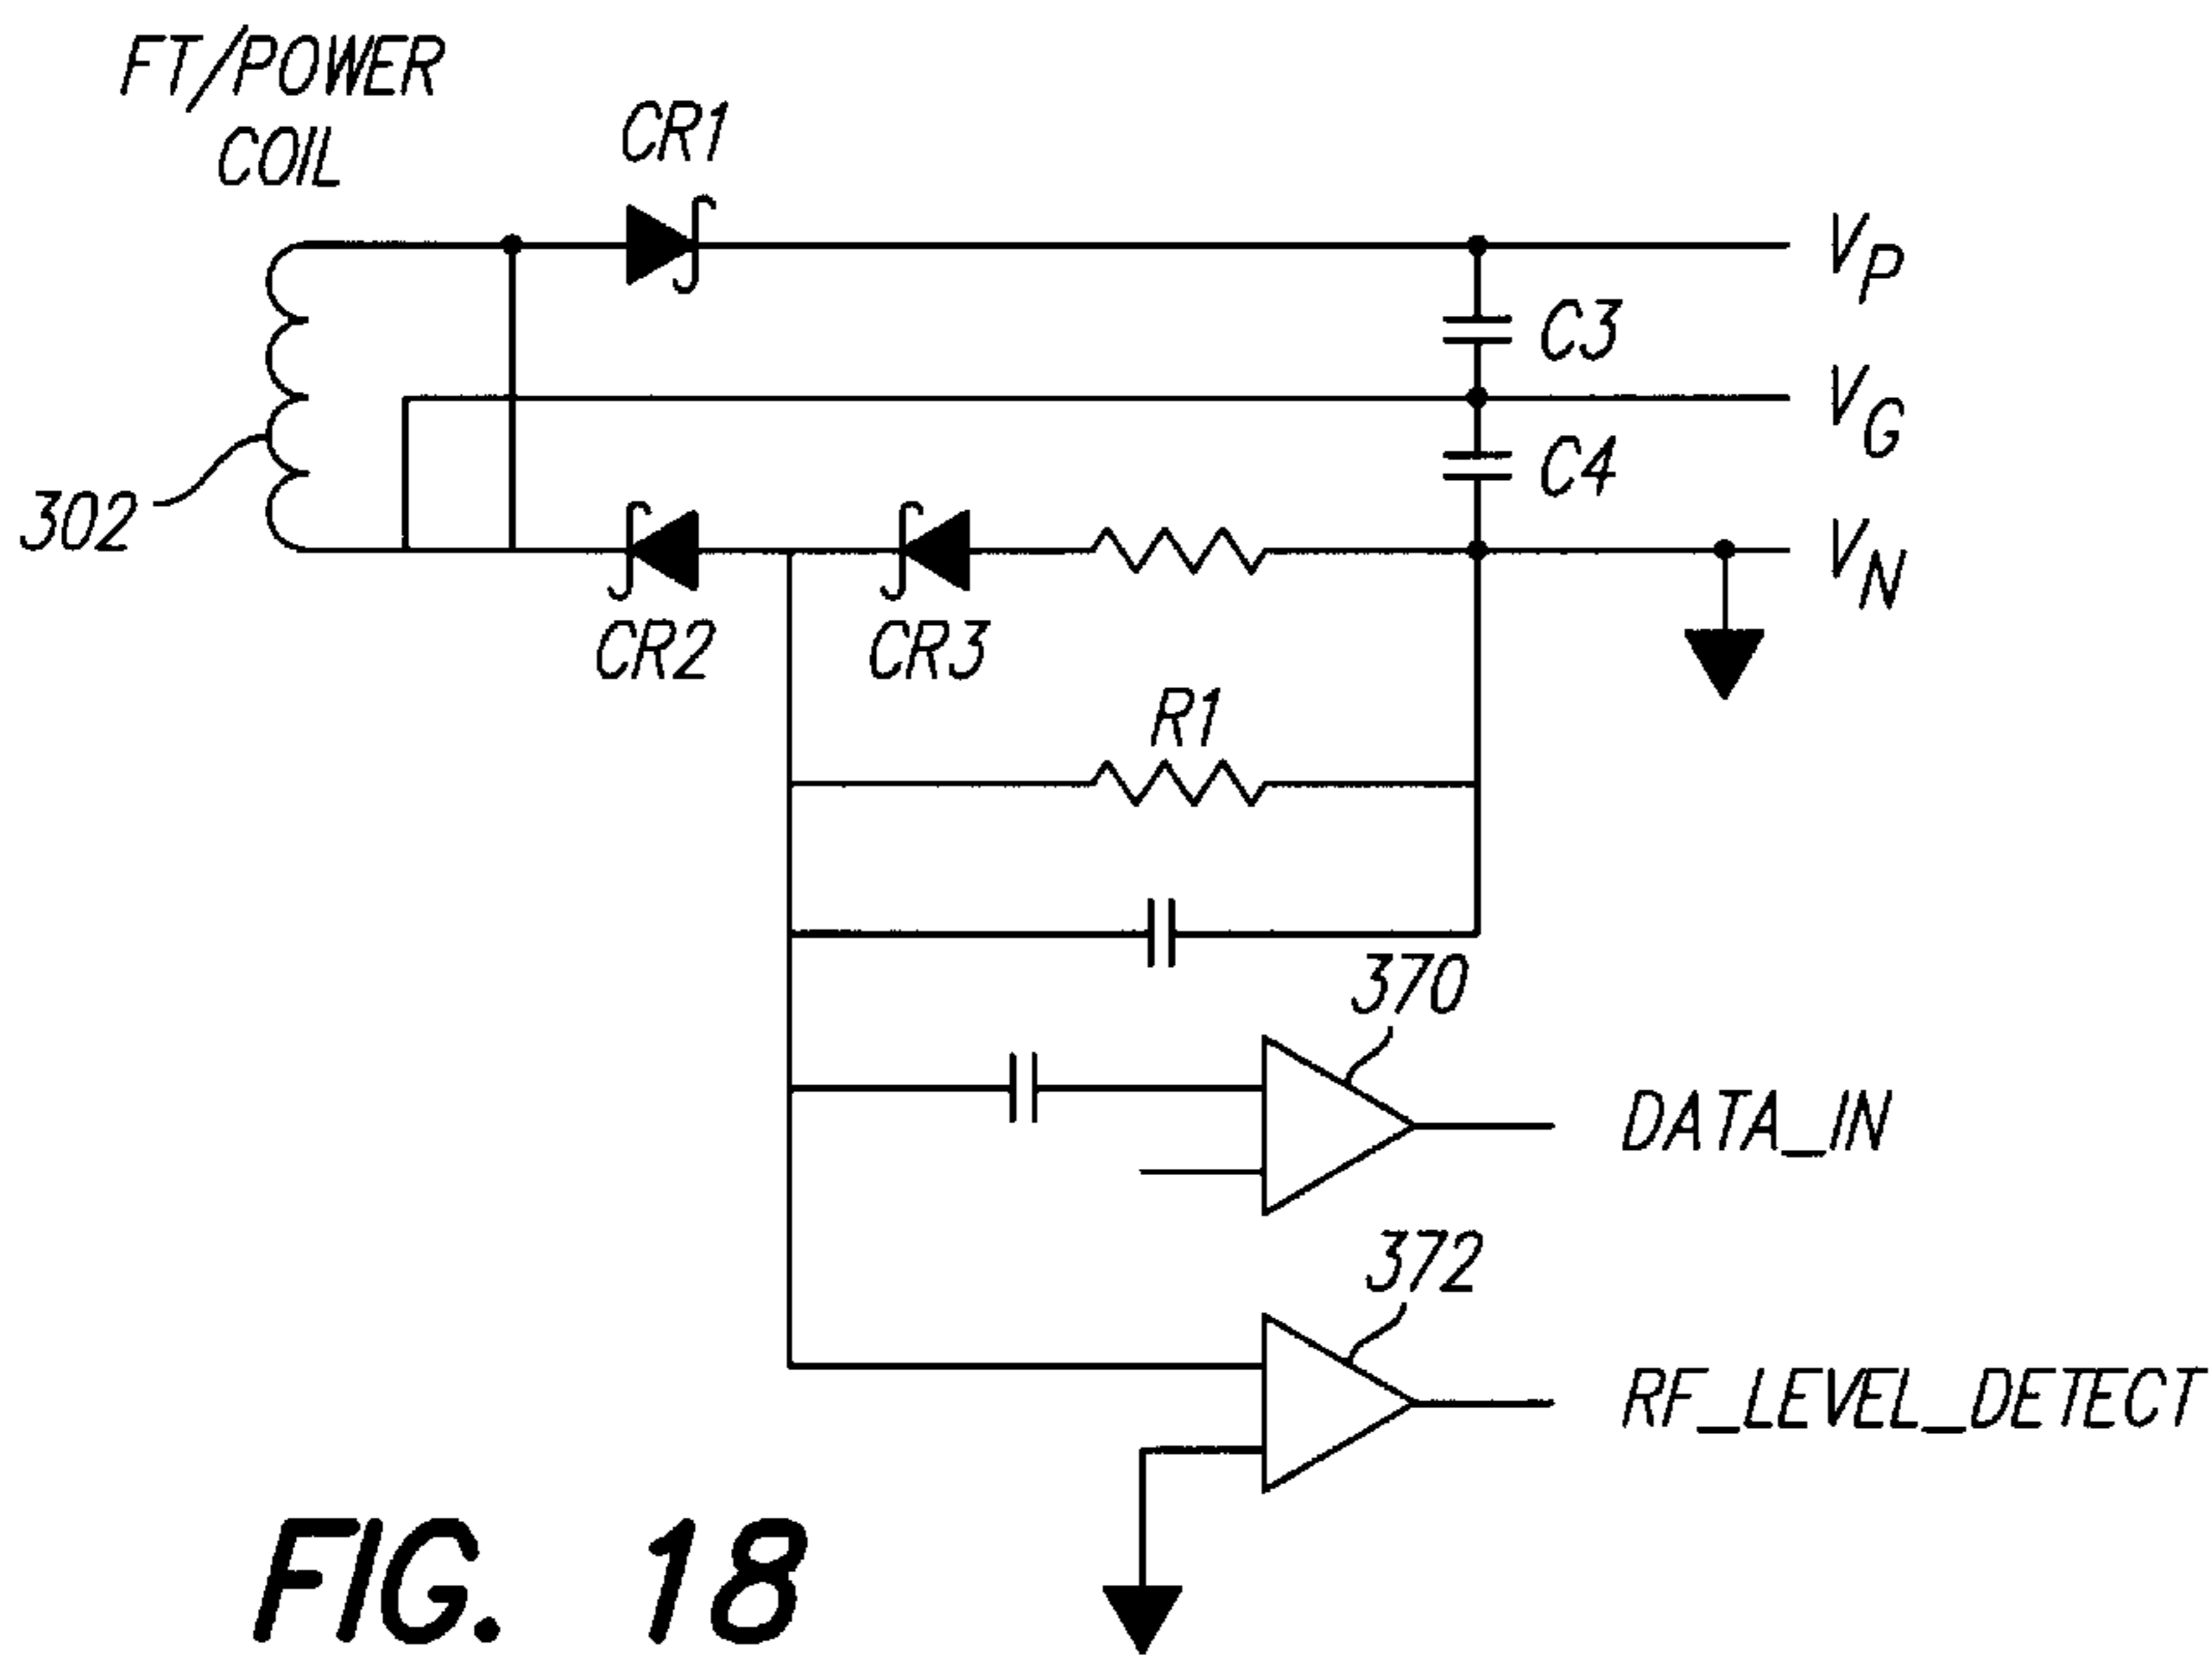 FT/POWER
COIL
CR1
VP
C3
VG
C4
302
VN
CR2
CR3
R1
370
DATA_IN
372
RF_LEVEL_DETECT
FIG. 18